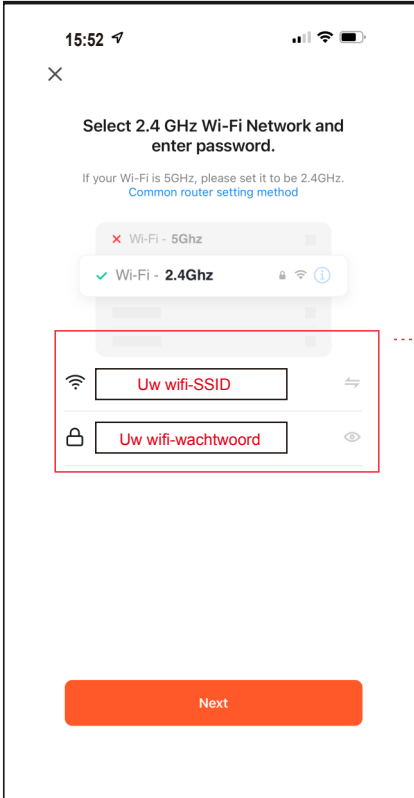 15:52
Select 2.4 GHz Wi-Fi Network and
enter password.
If your Wi-Fi is 5GHz, please set it to be 2.4GHz.
Common router setting method
Wi-Fi - 5Ghz
Wi-Fi - 2.4Ghz
Uw wifi-SSID
Uw wifi-wachtwoord
Next